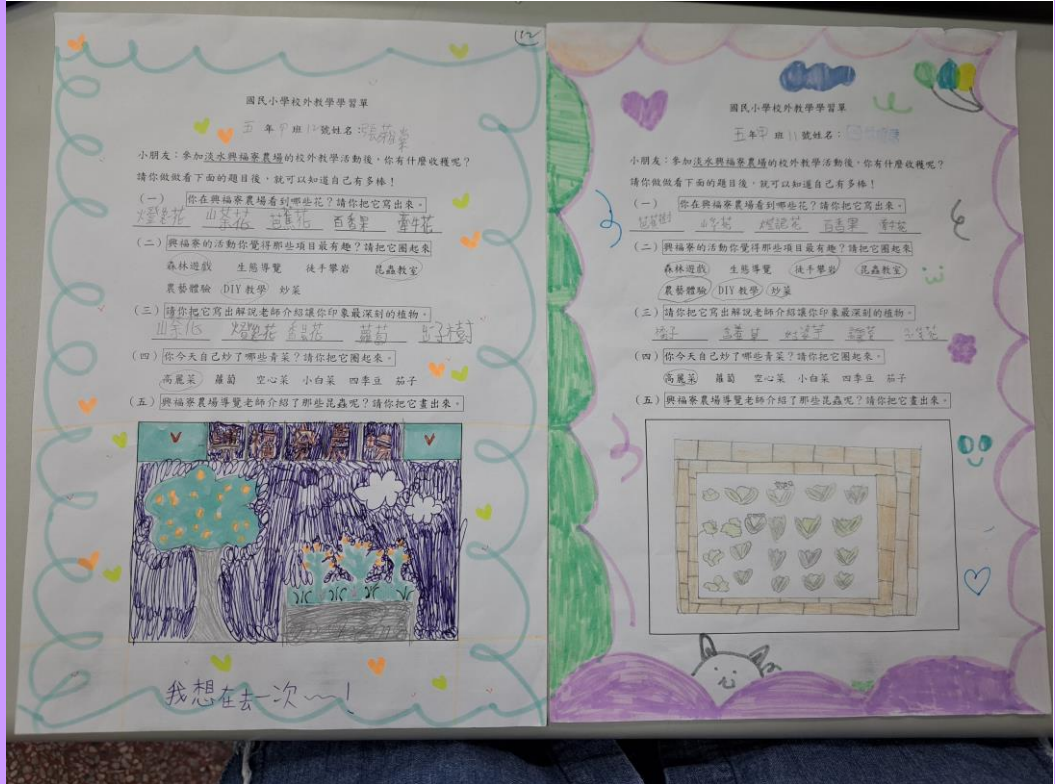 12
國民小學校外教學學習單
五年甲班12號姓名:張
小朋友:參加淡水興福寮農場的校外教學活動後,你有什麼收穫呢?
請你做做看下面的題目後,就可以知道自己有多棒!
(一) 你在興福寮農場看到哪些花?請你把它寫出來。
燈籠花 山茶花 芭蕉花 百香果 牽牛花
(二) 興福寮的活動你覺得那些項目最有趣?請把它圈起來
森林遊戲 生態導覽 徒手攀岩 昆蟲教室
農藝體驗 DIY教學 炒菜
(三) 請你把它寫出解說老師介紹讓你印象最深刻的植物。
山茶花 燈籠花 蘿蔔
(四) 你今天自己炒了哪些青菜?請你把它圈起來。
高麗菜 蘿蔔 空心菜 小白菜 四季豆 茄子
(五) 興福寮農場導覽老師介紹了那些昆蟲呢?請你把它畫出來。
興福寮農場
我想在去一次~~!
國民小學校外教學學習單
五年甲班11號姓名:
小朋友:參加淡水興福寮農場的校外教學活動後,你有什麼收穫呢?
請你做做看下面的題目後,就可以知道自己有多棒!
(一) 你在興福寮農場看到哪些花?請你把它寫出來。
山茶花 百香果 牽牛花
(二) 興福寮的活動你覺得那些項目最有趣?請把它圈起來
森林遊戲 生態導覽 徒手攀岩 昆蟲教室
農藝體驗 DIY教學 炒菜
(三) 請你把它寫出解說老師介紹讓你印象最深刻的植物。
(四) 你今天自己炒了哪些青菜?請你把它圈起來。
高麗菜 蘿蔔 空心菜 小白菜 四季豆 茄子
(五) 興福寮農場導覽老師介紹了那些昆蟲呢?請你把它畫出來。